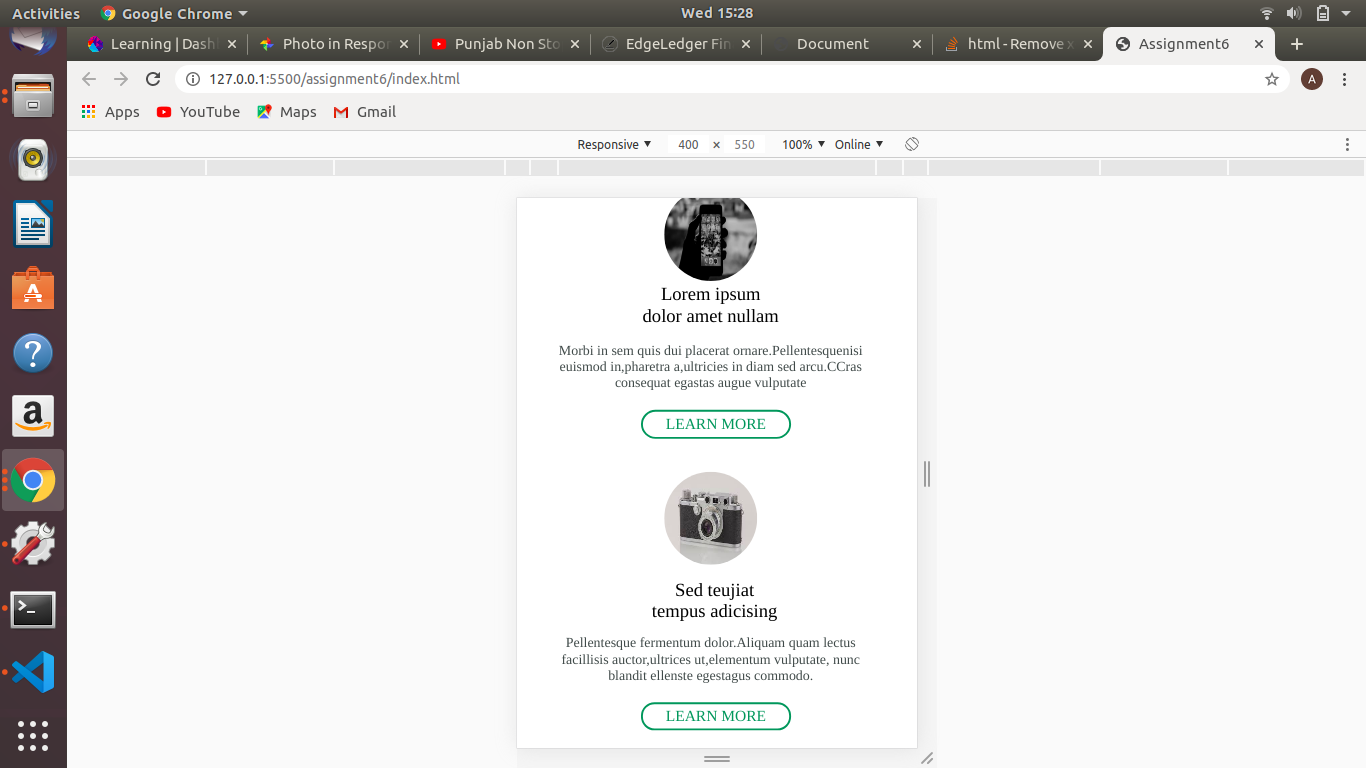 Activities Google Chrome Wed 15:28
Learning | Dash Photo in Respon Punjab Non Sto EdgeLedger Fin Document html - Remove x Assignment6
127.0.0.1:5500/assignment6/index.html A
Apps YouTube Maps Gmail
Responsive 400 × 550 100% Online
Lorem ipsum
dolor amet nullam
Morbi in sem quis dui placerat ornare.Pellentesquenisi
euismod in,pharetra a,ultricies in diam sed arcu.CCras
consequat egastas augue vulputate
LEARN MORE
Sed teujiat
tempus adicising
Pellentesque fermentum dolor.Aliquam quam lectus
facillisis auctor,ultrices ut,elementum vulputate, nunc
blandit ellenste egestagus commodo.
LEARN MORE